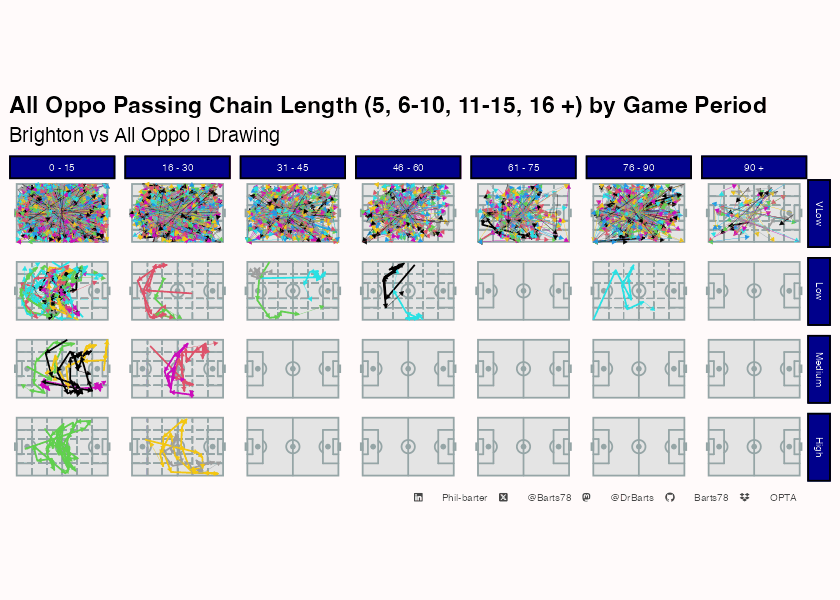 All Oppo Passing Chain Length (5, 6-10, 11-15, 16 +) by Game Period
Brighton vs All Oppo I Drawing
0 - 15 16 - 30 31 - 45 46 - 60 61 - 75 76 - 90 90 +
VLow
Low
Medium
High
Phil-barter @Barts78 @DrBarts Barts78 OPTA